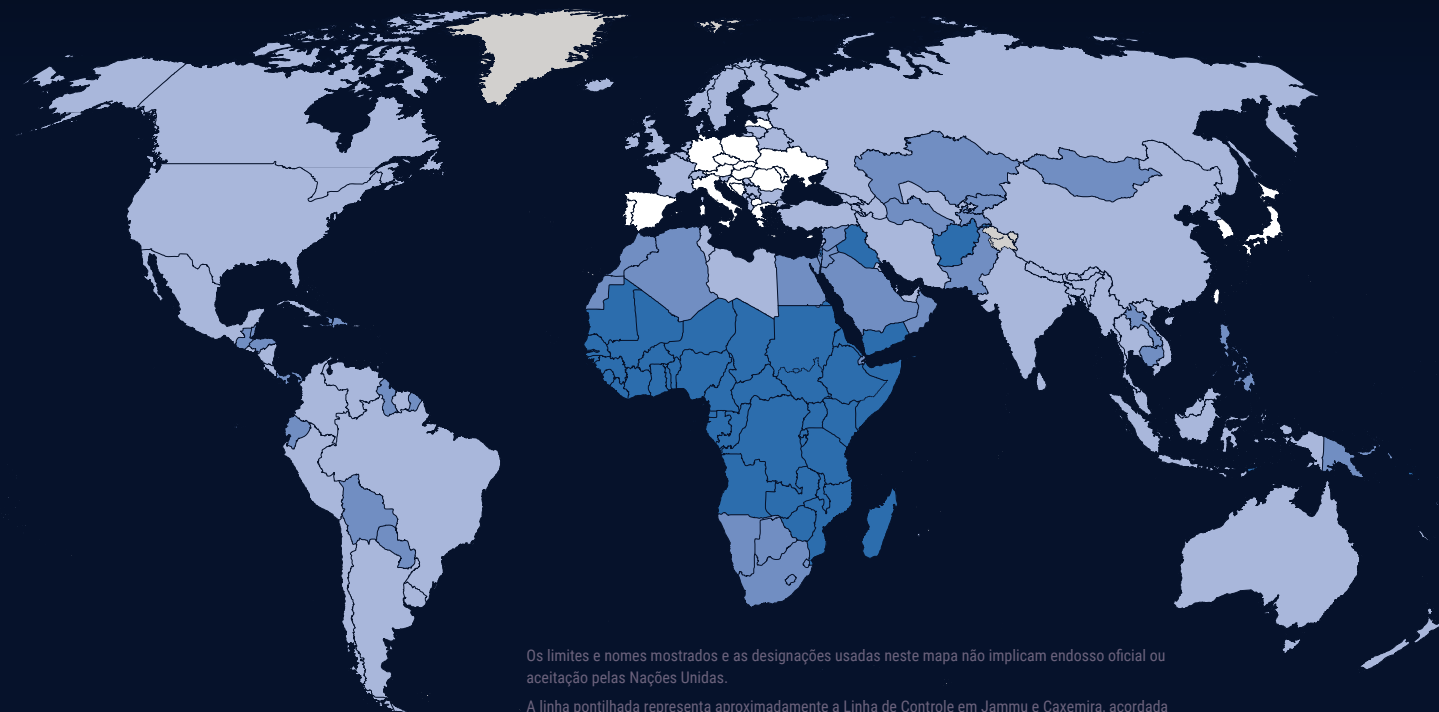 Os limites e nomes mostrados e as designações usadas neste mapa não implicam endosso oficial ou
aceitação pelas Nações Unidas.
A linha pontilhada representa aproximadamente a Linha de Controle em Jammu e Caxemira, acordada